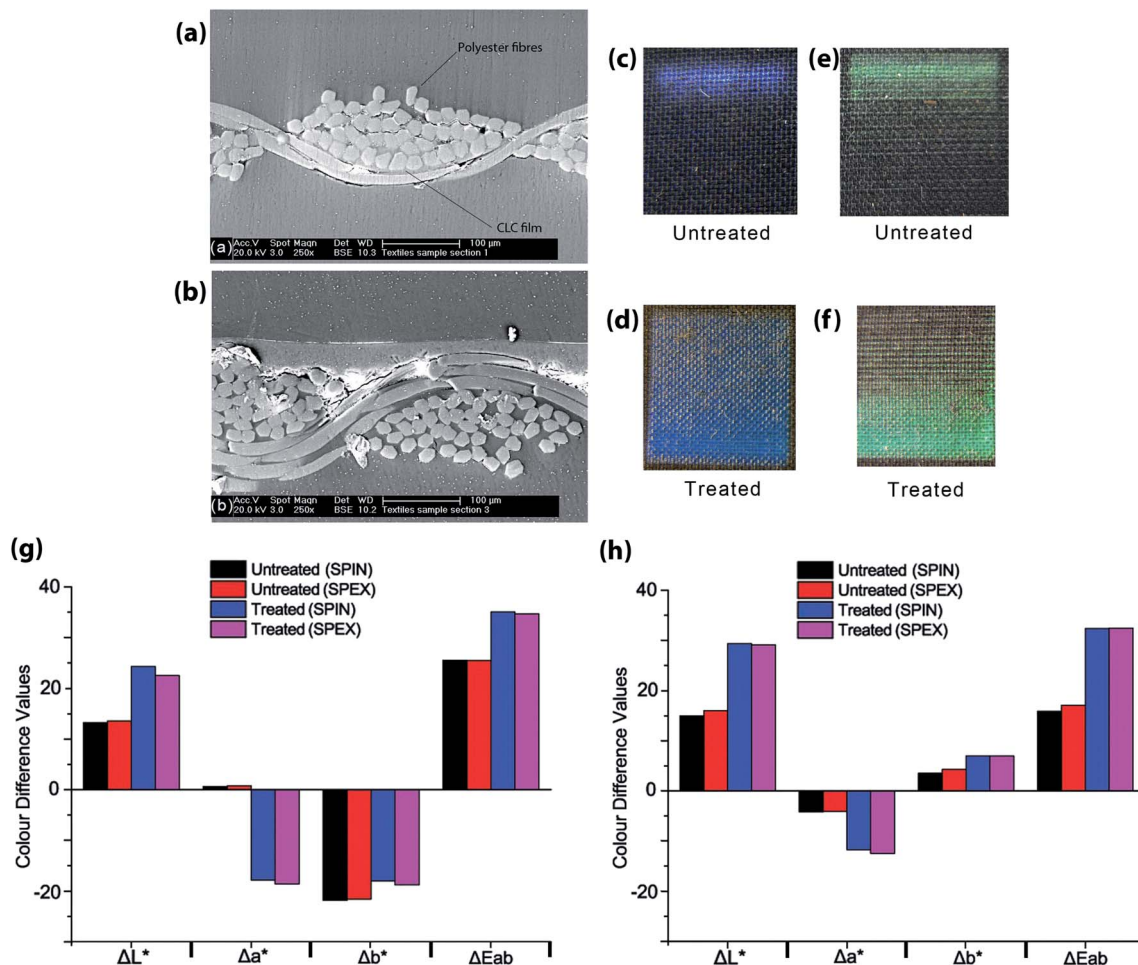 (a)
Polyester fibres
CLC film
(a)
Acc.V Spot Magn Det WD 100 µm
20.0 kV 3.0 250x BSE 10.3 Textiles sample section 1
(b)
(b)
Acc.V Spot Magn Det WD 100 µm
20.0 kV 3.0 250x BSE 10.2 Textiles sample section 3
(c)
Untreated
(e)
Untreated
(d)
Treated
(f)
Treated
(g)
Untreated (SPIN)
Untreated (SPEX)
Treated (SPIN)
Treated (SPEX)
Colour Difference Values
40
20
0
-20
ΔL* Δa* Δb* ΔEab
(h)
Untreated (SPIN)
Untreated (SPEX)
Treated (SPIN)
Treated (SPEX)
Colour Difference Values
40
20
0
-20
ΔL* Δa* Δb* ΔEab